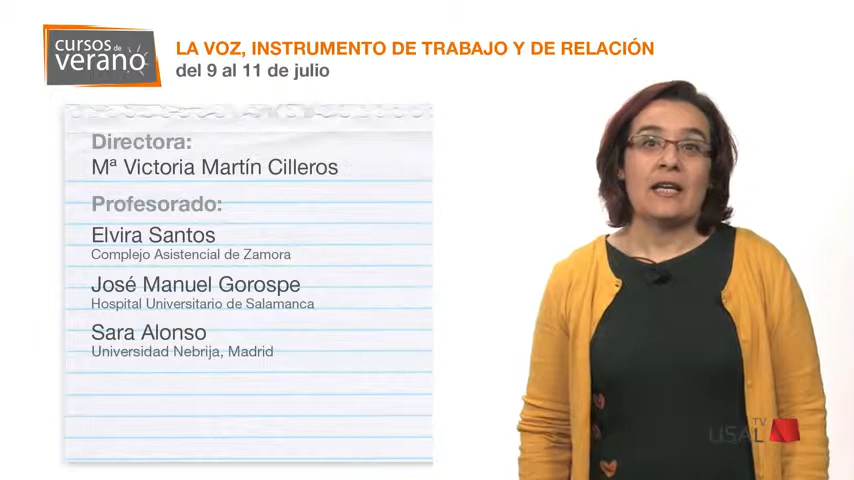 cursos de
verano
LA VOZ, INSTRUMENTO DE TRABAJO Y DE RELACIÓN
del 9 al 11 de julio
Directora:
Mª Victoria Martín Cilleros
Profesorado:
Elvira Santos
Complejo Asistencial de Zamora
José Manuel Gorospe
Hospital Universitario de Salamanca
Sara Alonso
Universidad Nebrija, Madrid
USAL TV